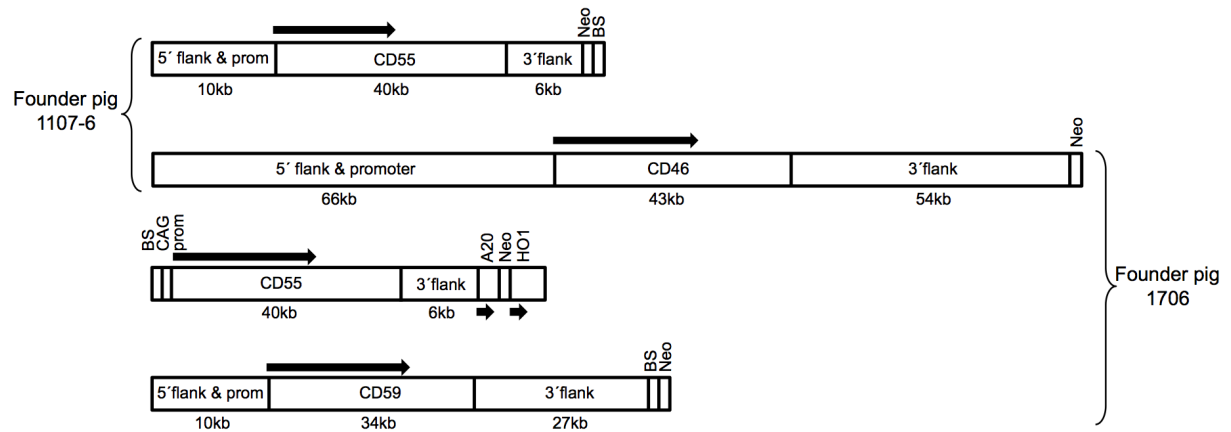 Neo
BS
5´ flank & prom
CD55
3´flank
10kb
40kb
6kb
Founder pig
1107-6
Neo
5´ flank & promoter
CD46
3´flank
66kb
43kb
54kb
BS
CAG
prom
A20
Neo
HO1
CD55
3´flank
40kb
6kb
Founder pig
1706
BS
Neo
5´flank & prom
CD59
3´flank
10kb
34kb
27kb